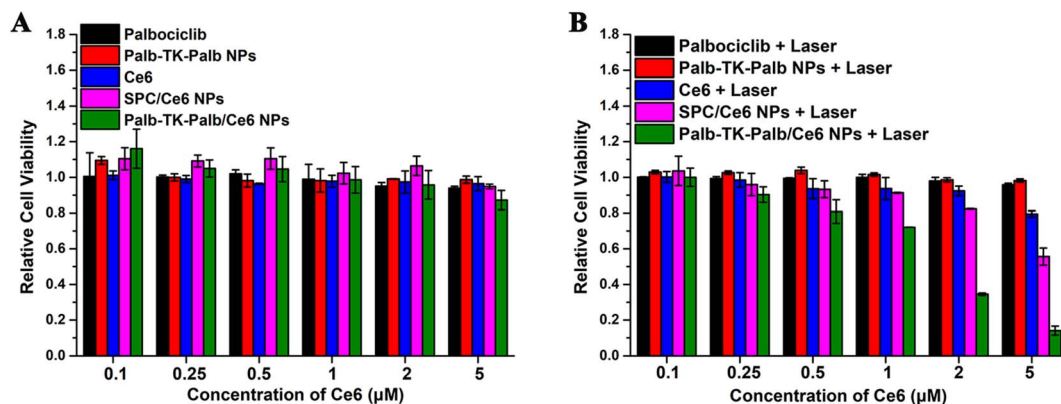 A
Relative Cell Viability
1.8
1.6
1.4
1.2
1.0
0.8
0.6
0.4
0.2
0.0
Palbociclib
Palb-TK-Palb NPs
Ce6
SPC/Ce6 NPs
Palb-TK-Palb/Ce6 NPs
0.1 0.25 0.5 1 2 5
Concentration of Ce6 (μM)
B
Relative Cell Viability
1.8
1.6
1.4
1.2
1.0
0.8
0.6
0.4
0.2
0.0
Palbociclib + Laser
Palb-TK-Palb NPs + Laser
Ce6 + Laser
SPC/Ce6 NPs + Laser
Palb-TK-Palb/Ce6 NPs + Laser
0.1 0.25 0.5 1 2 5
Concentration of Ce6 (μM)